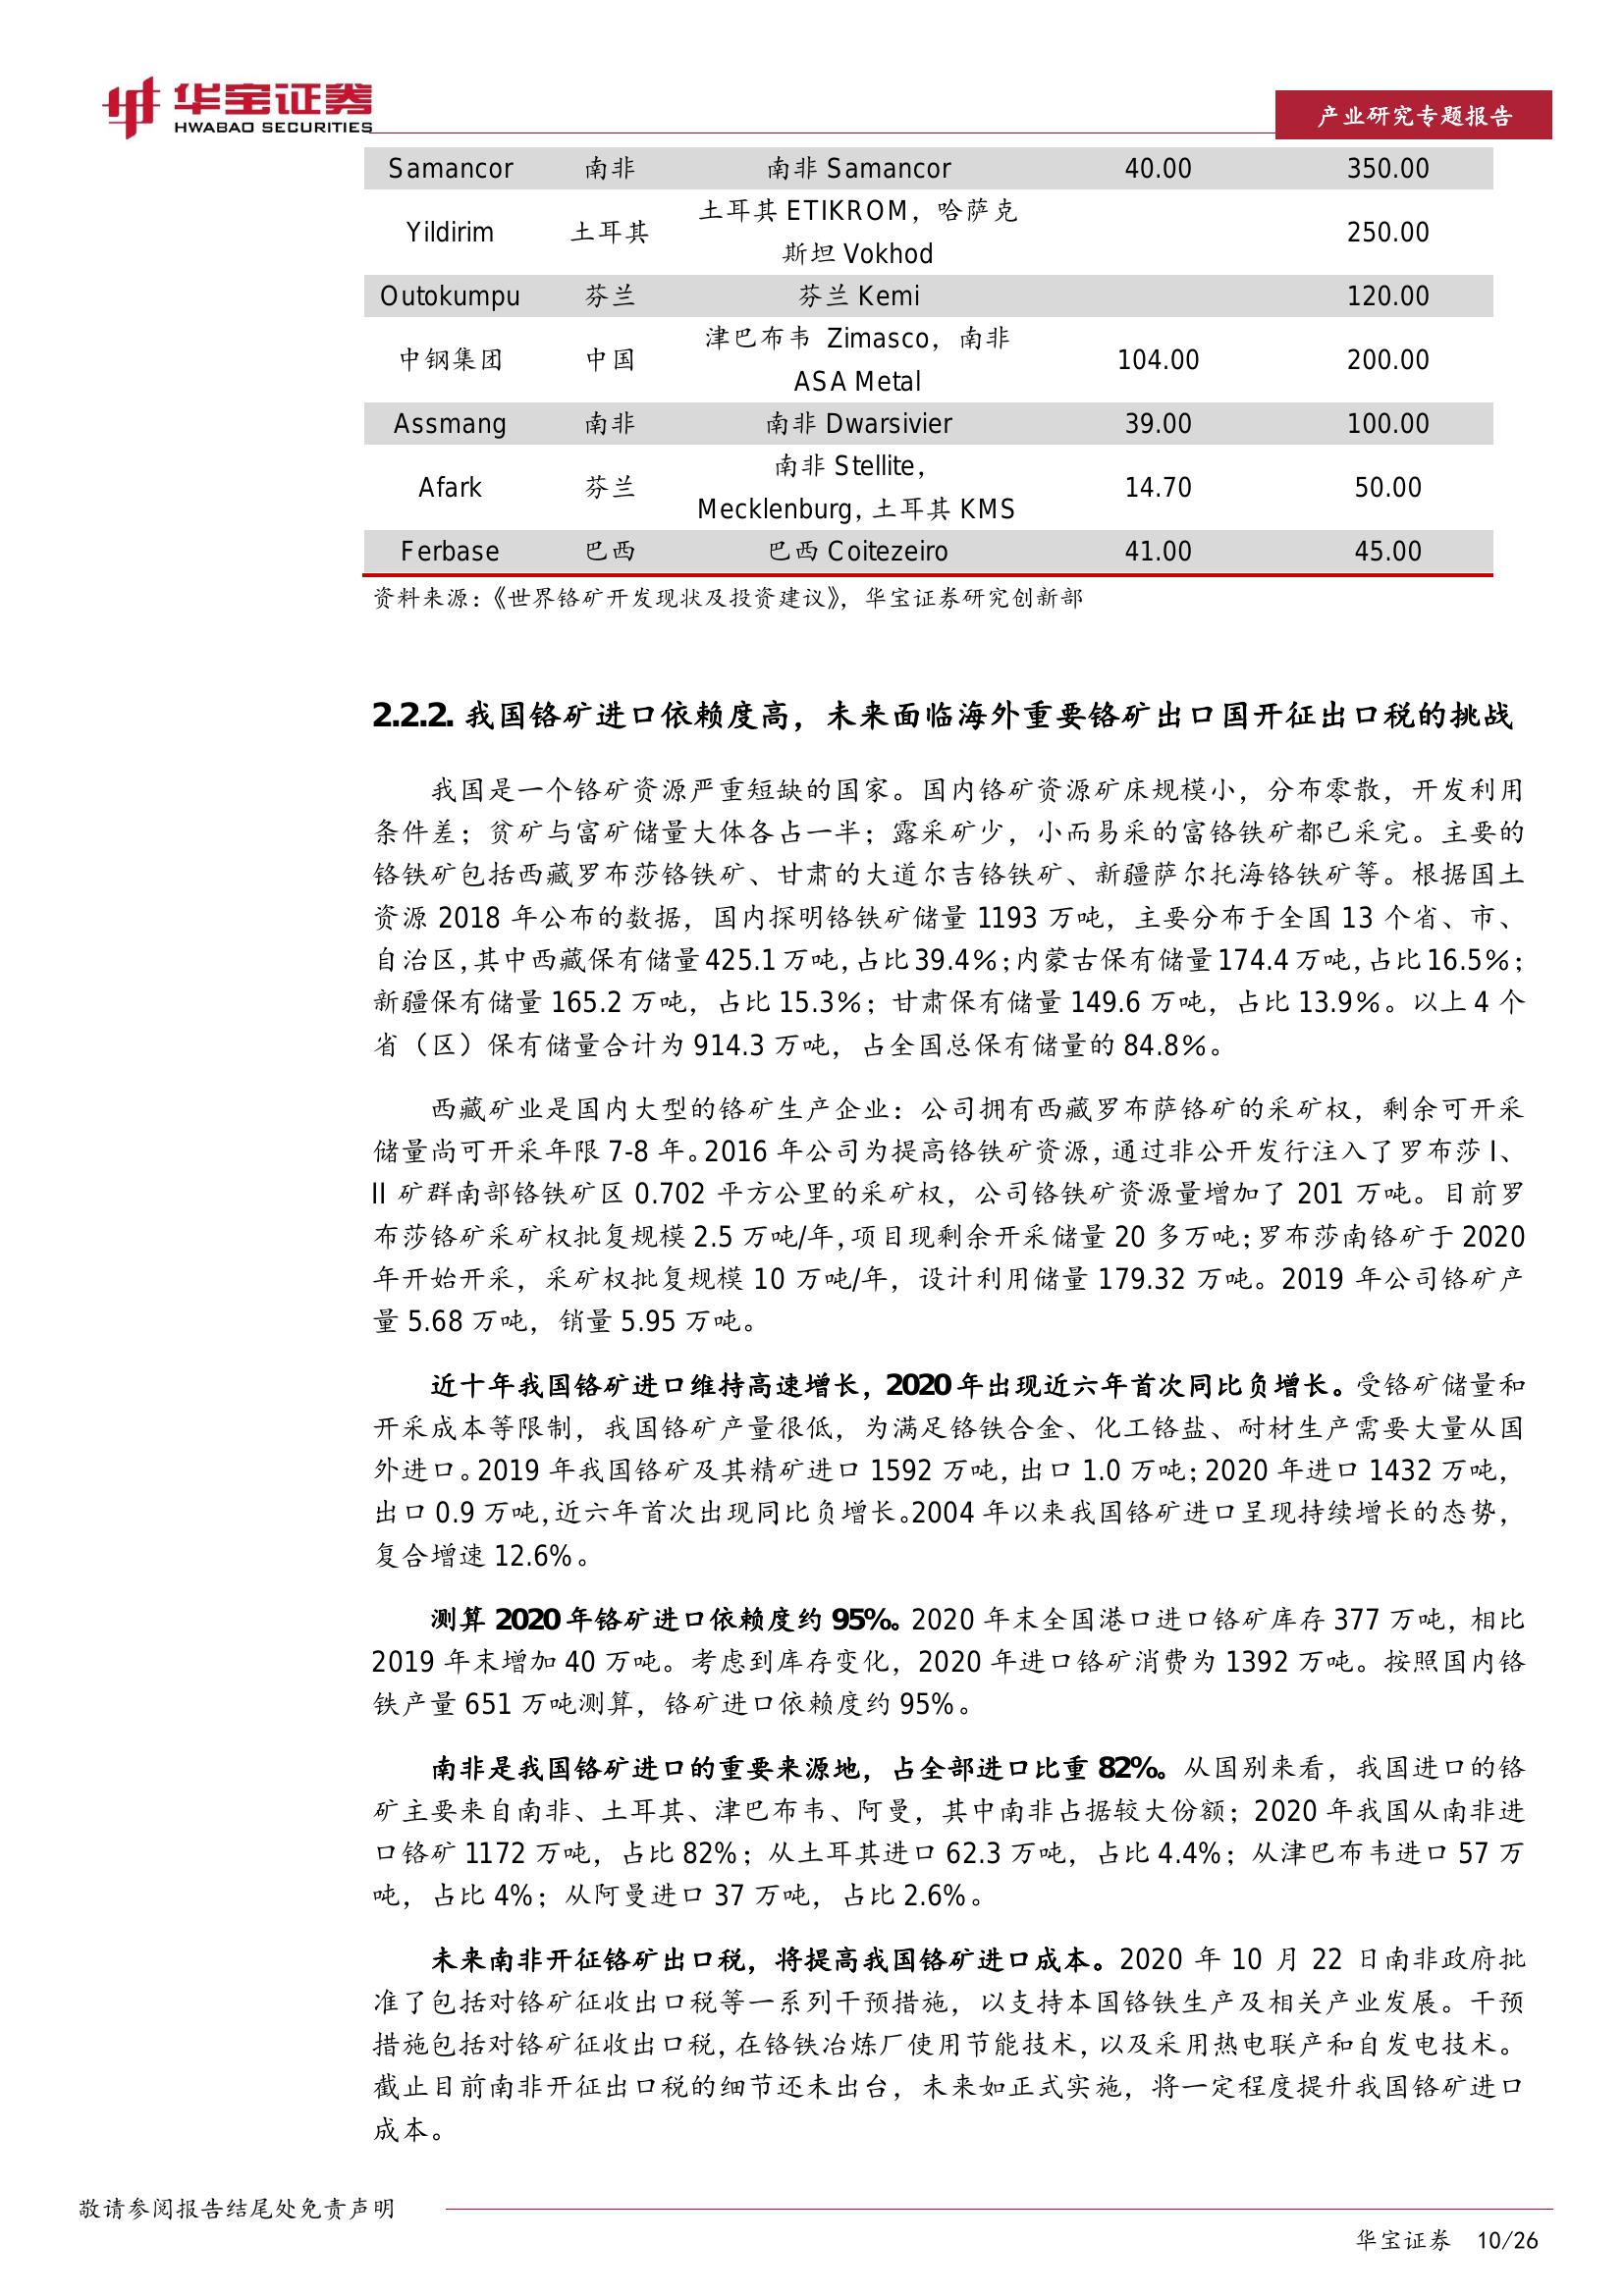 华宝证券
HWABAO SECURITIES
产业研究专题报告
Samancor 南非 南非 Samancor 40.00 350.00
Yildirim 土耳其 土耳其 ETIKROM，哈萨克斯坦 Vokhod 250.00
Outokumpu 芬兰 芬兰 Kemi 120.00
中钢集团 中国 津巴布韦 Zimasco，南非 ASA Metal 104.00 200.00
Assmang 南非 南非 Dwarsivier 39.00 100.00
Afark 芬兰 南非 Stellite，Mecklenburg，土耳其 KMS 14.70 50.00
Ferbase 巴西 巴西 Coitezeiro 41.00 45.00
资料来源：《世界铬矿开发现状及投资建议》，华宝证券研究创新部
2.2.2. 我国铬矿进口依赖度高，未来面临海外重要铬矿出口国开征出口税的挑战
我国是一个铬矿资源严重短缺的国家。国内铬矿资源矿床规模小，分布零散，开发利用
条件差；贫矿与富矿储量大体各占一半；露采矿少，小而易采的富铬铁矿都已采完。主要的
铬铁矿包括西藏罗布莎铬铁矿、甘肃的大道尔吉铬铁矿、新疆萨尔托海铬铁矿等。根据国土
资源 2018 年公布的数据，国内探明铬铁矿储量 1193 万吨，主要分布于全国 13 个省、市、
自治区，其中西藏保有储量 425.1 万吨，占比 39.4%；内蒙古保有储量 174.4 万吨，占比 16.5%；
新疆保有储量 165.2 万吨，占比 15.3%；甘肃保有储量 149.6 万吨，占比 13.9%。以上 4 个
省（区）保有储量合计为 914.3 万吨，占全国总保有储量的 84.8%。
西藏矿业是国内大型的铬矿生产企业：公司拥有西藏罗布萨铬矿的采矿权，剩余可开采
储量尚可开采年限 7-8 年。2016 年公司为提高铬铁矿资源，通过非公开发行注入了罗布莎 I、
II 矿群南部铬铁矿区 0.702 平方公里的采矿权，公司铬铁矿资源量增加了 201 万吨。目前罗
布莎铬矿采矿权批复规模 2.5 万吨/年，项目现剩余开采储量 20 多万吨；罗布莎南铬矿于 2020
年开始开采，采矿权批复规模 10 万吨/年，设计利用储量 179.32 万吨。2019 年公司铬矿产
量 5.68 万吨，销量 5.95 万吨。
近十年我国铬矿进口维持高速增长，2020 年出现近六年首次同比负增长。受铬矿储量和
开采成本等限制，我国铬矿产量很低，为满足铬铁合金、化工铬盐、耐材生产需要大量从国
外进口。2019 年我国铬矿及其精矿进口 1592 万吨，出口 1.0 万吨；2020 年进口 1432 万吨，
出口 0.9 万吨，近六年首次出现同比负增长。2004 年以来我国铬矿进口呈现持续增长的态势，
复合增速 12.6%。
测算 2020 年铬矿进口依赖度约 95%。2020 年末全国港口进口铬矿库存 377 万吨，相比
2019 年末增加 40 万吨。考虑到库存变化，2020 年进口铬矿消费为 1392 万吨。按照国内铬
铁产量 651 万吨测算，铬矿进口依赖度约 95%。
南非是我国铬矿进口的重要来源地，占全部进口比重 82%。从国别来看，我国进口的铬
矿主要来自南非、土耳其、津巴布韦、阿曼，其中南非占据较大份额；2020 年我国从南非进
口铬矿 1172 万吨，占比 82%；从土耳其进口 62.3 万吨，占比 4.4%；从津巴布韦进口 57 万
吨，占比 4%；从阿曼进口 37 万吨，占比 2.6%。
未来南非开征铬矿出口税，将提高我国铬矿进口成本。2020 年 10 月 22 日南非政府批
准了包括对铬矿征收出口税等一系列干预措施，以支持本国铬铁生产及相关产业发展。干预
措施包括对铬矿征收出口税，在铬铁冶炼厂使用节能技术，以及采用热电联产和自发电技术。
截止目前南非开征出口税的细节还未出台，未来如正式实施，将一定程度提升我国铬矿进口
成本。
敬请参阅报告结尾处免责声明
华宝证券 10/26